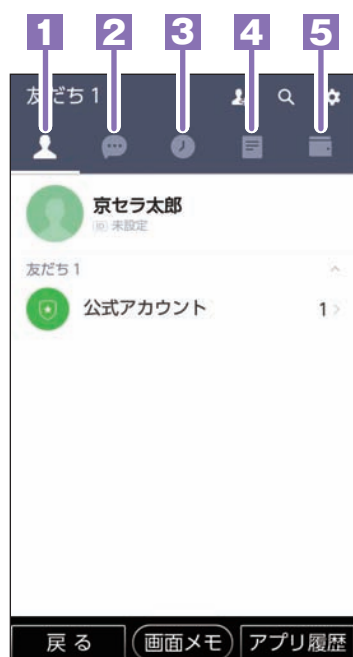 1 2 3 4 5
友だち 1
京セラ太郎
ID 未設定
友だち 1
公式アカウント 1
戻る 画面メモ アプリ履歴